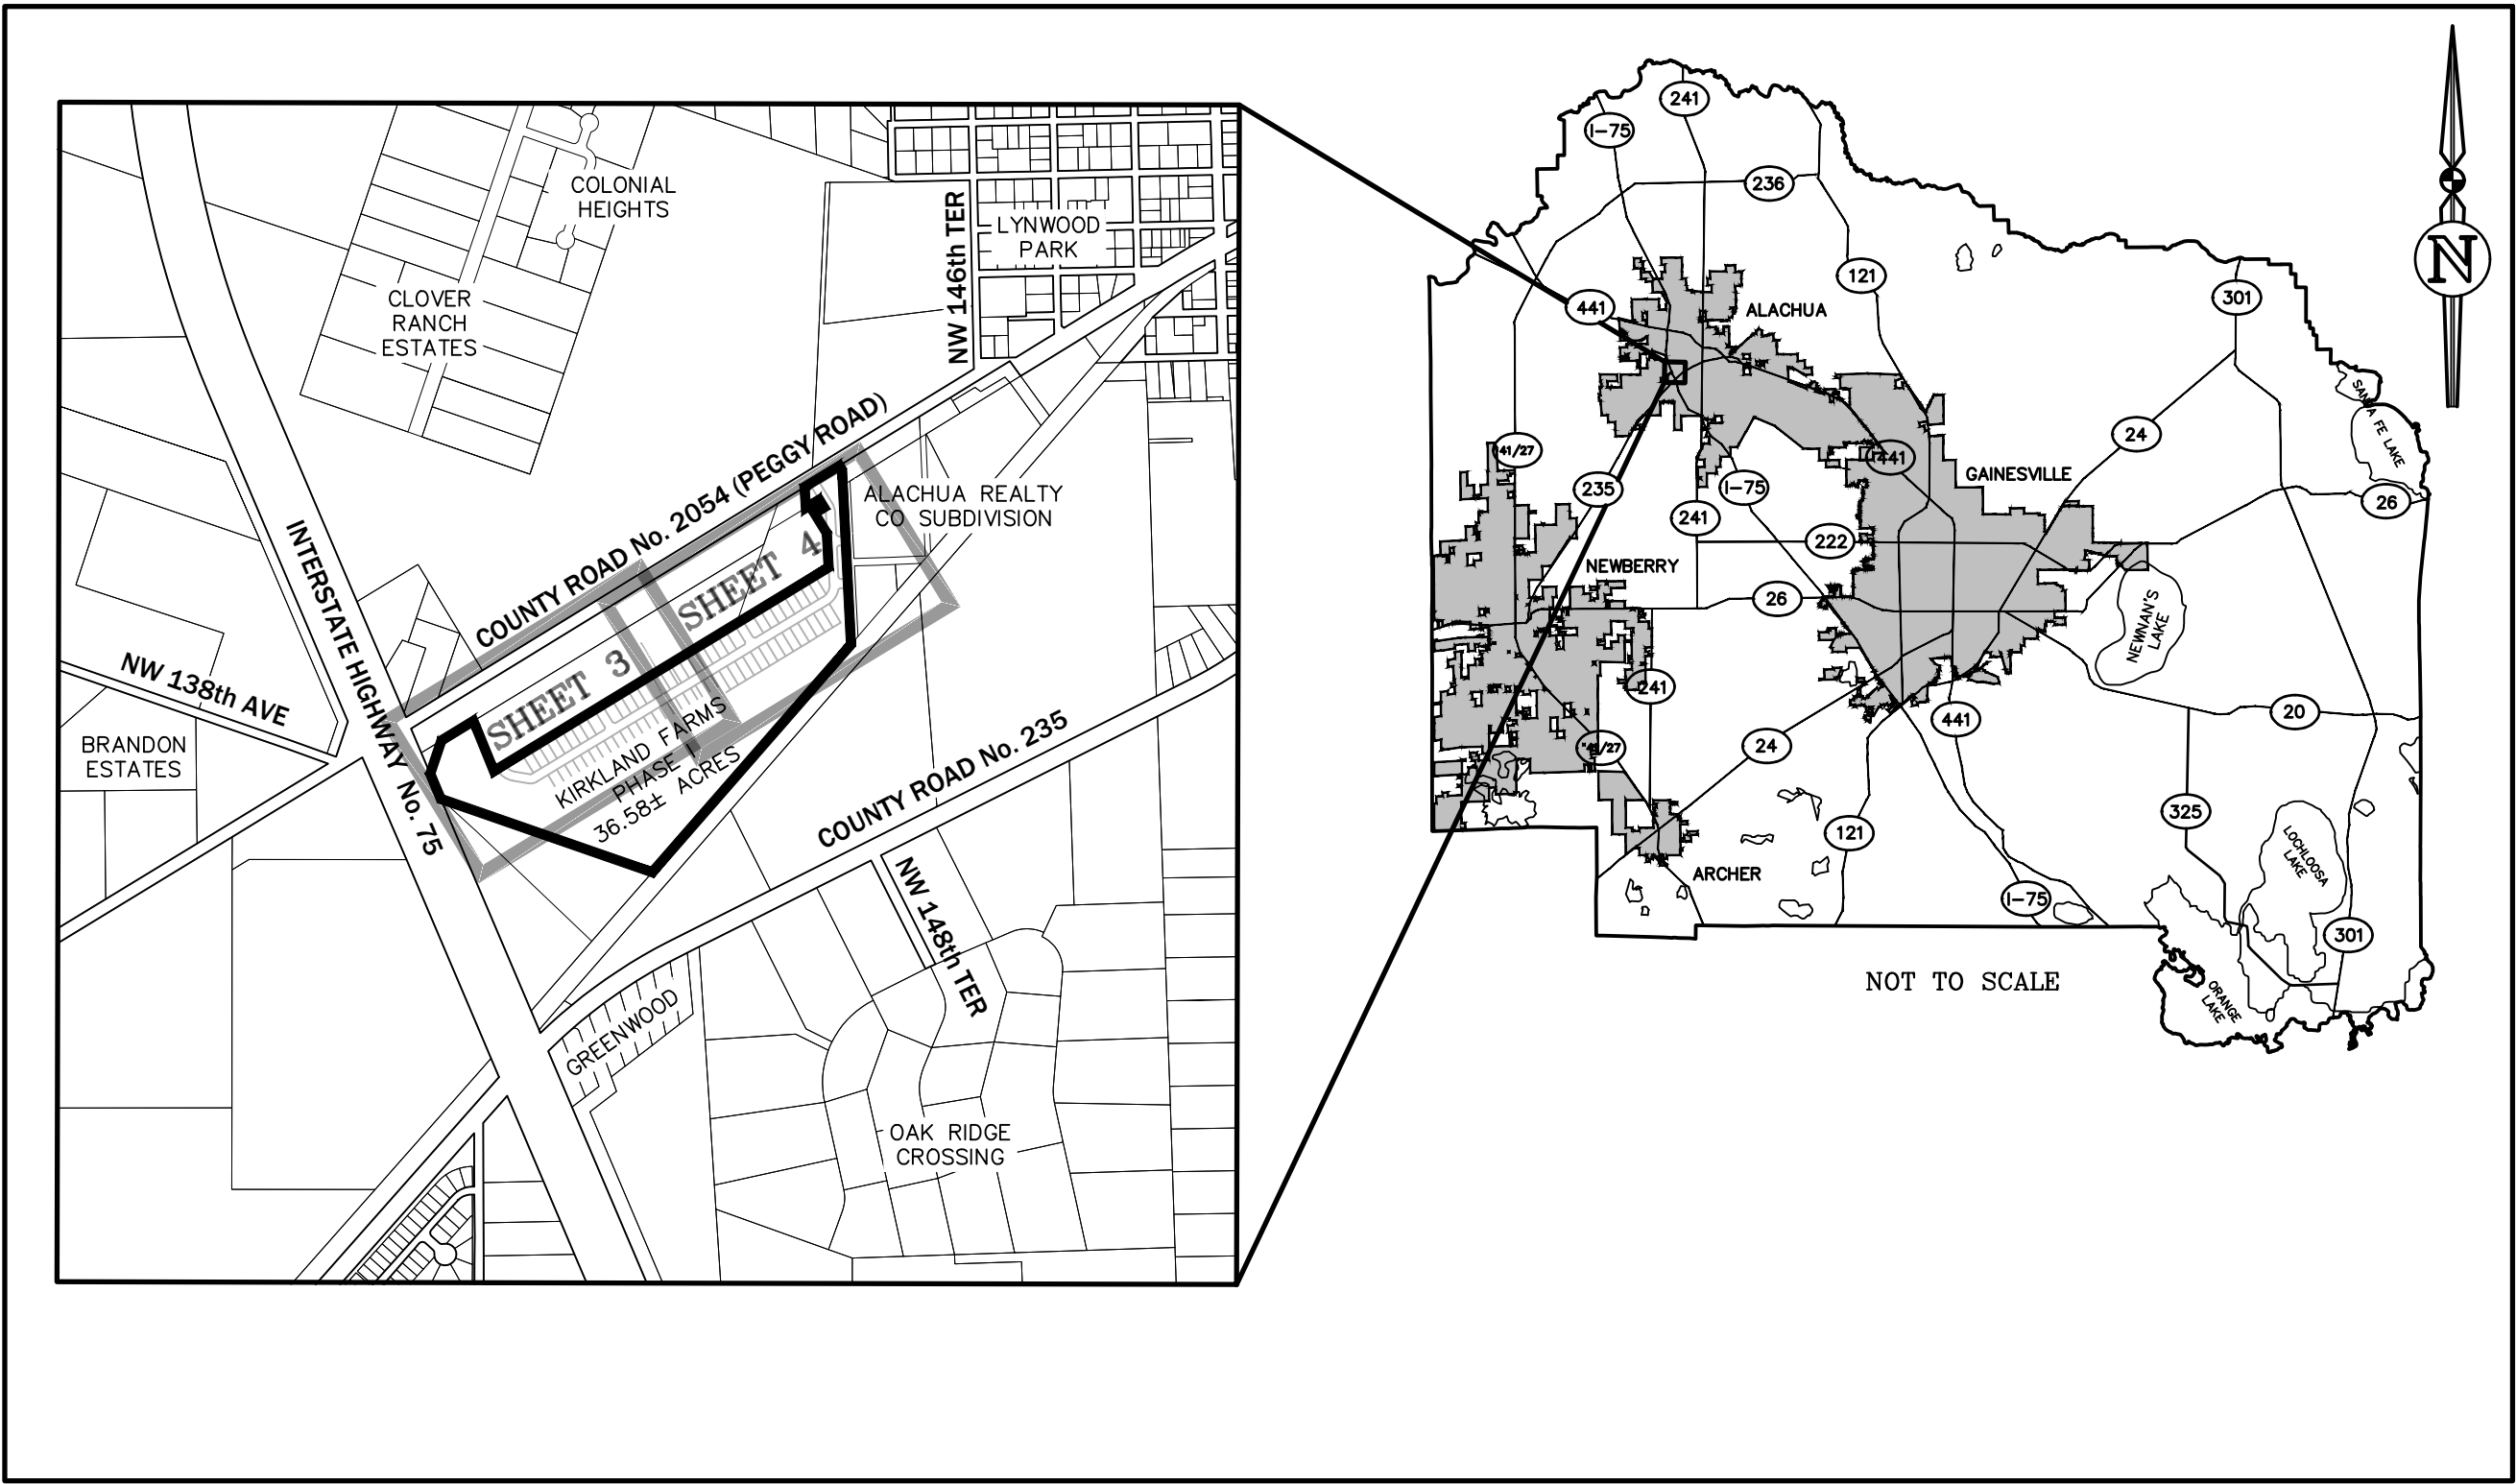 COLONIAL
HEIGHTS
CLOVER
RANCH
ESTATES
LYNWOOD
PARK
NW 146th TER
COUNTY ROAD No. 2054 (PEGGY ROAD)
ALACHUA REALTY
CO SUBDIVISION
INTERSTATE HIGHWAY No. 75
SHEET 4
SHEET 3
NW 138th AVE
BRANDON
ESTATES
KIRKLAND FARMS
PHASE I
36.58± ACRES
COUNTY ROAD No. 235
NW 148th TER
GREENWOOD
OAK RIDGE
CROSSING
241
I-75
236
121
441
ALACHUA
301
N
SANTA FE LAKE
24
41/27
441
GAINESVILLE
235
I-75
26
241
222
NEWBERRY
26
NEWNAN'S
LAKE
241
441
20
41/27
24
325
121
LOCHLOOSA
LAKE
ARCHER
I-75
301
ORANGE
LAKE
NOT TO SCALE